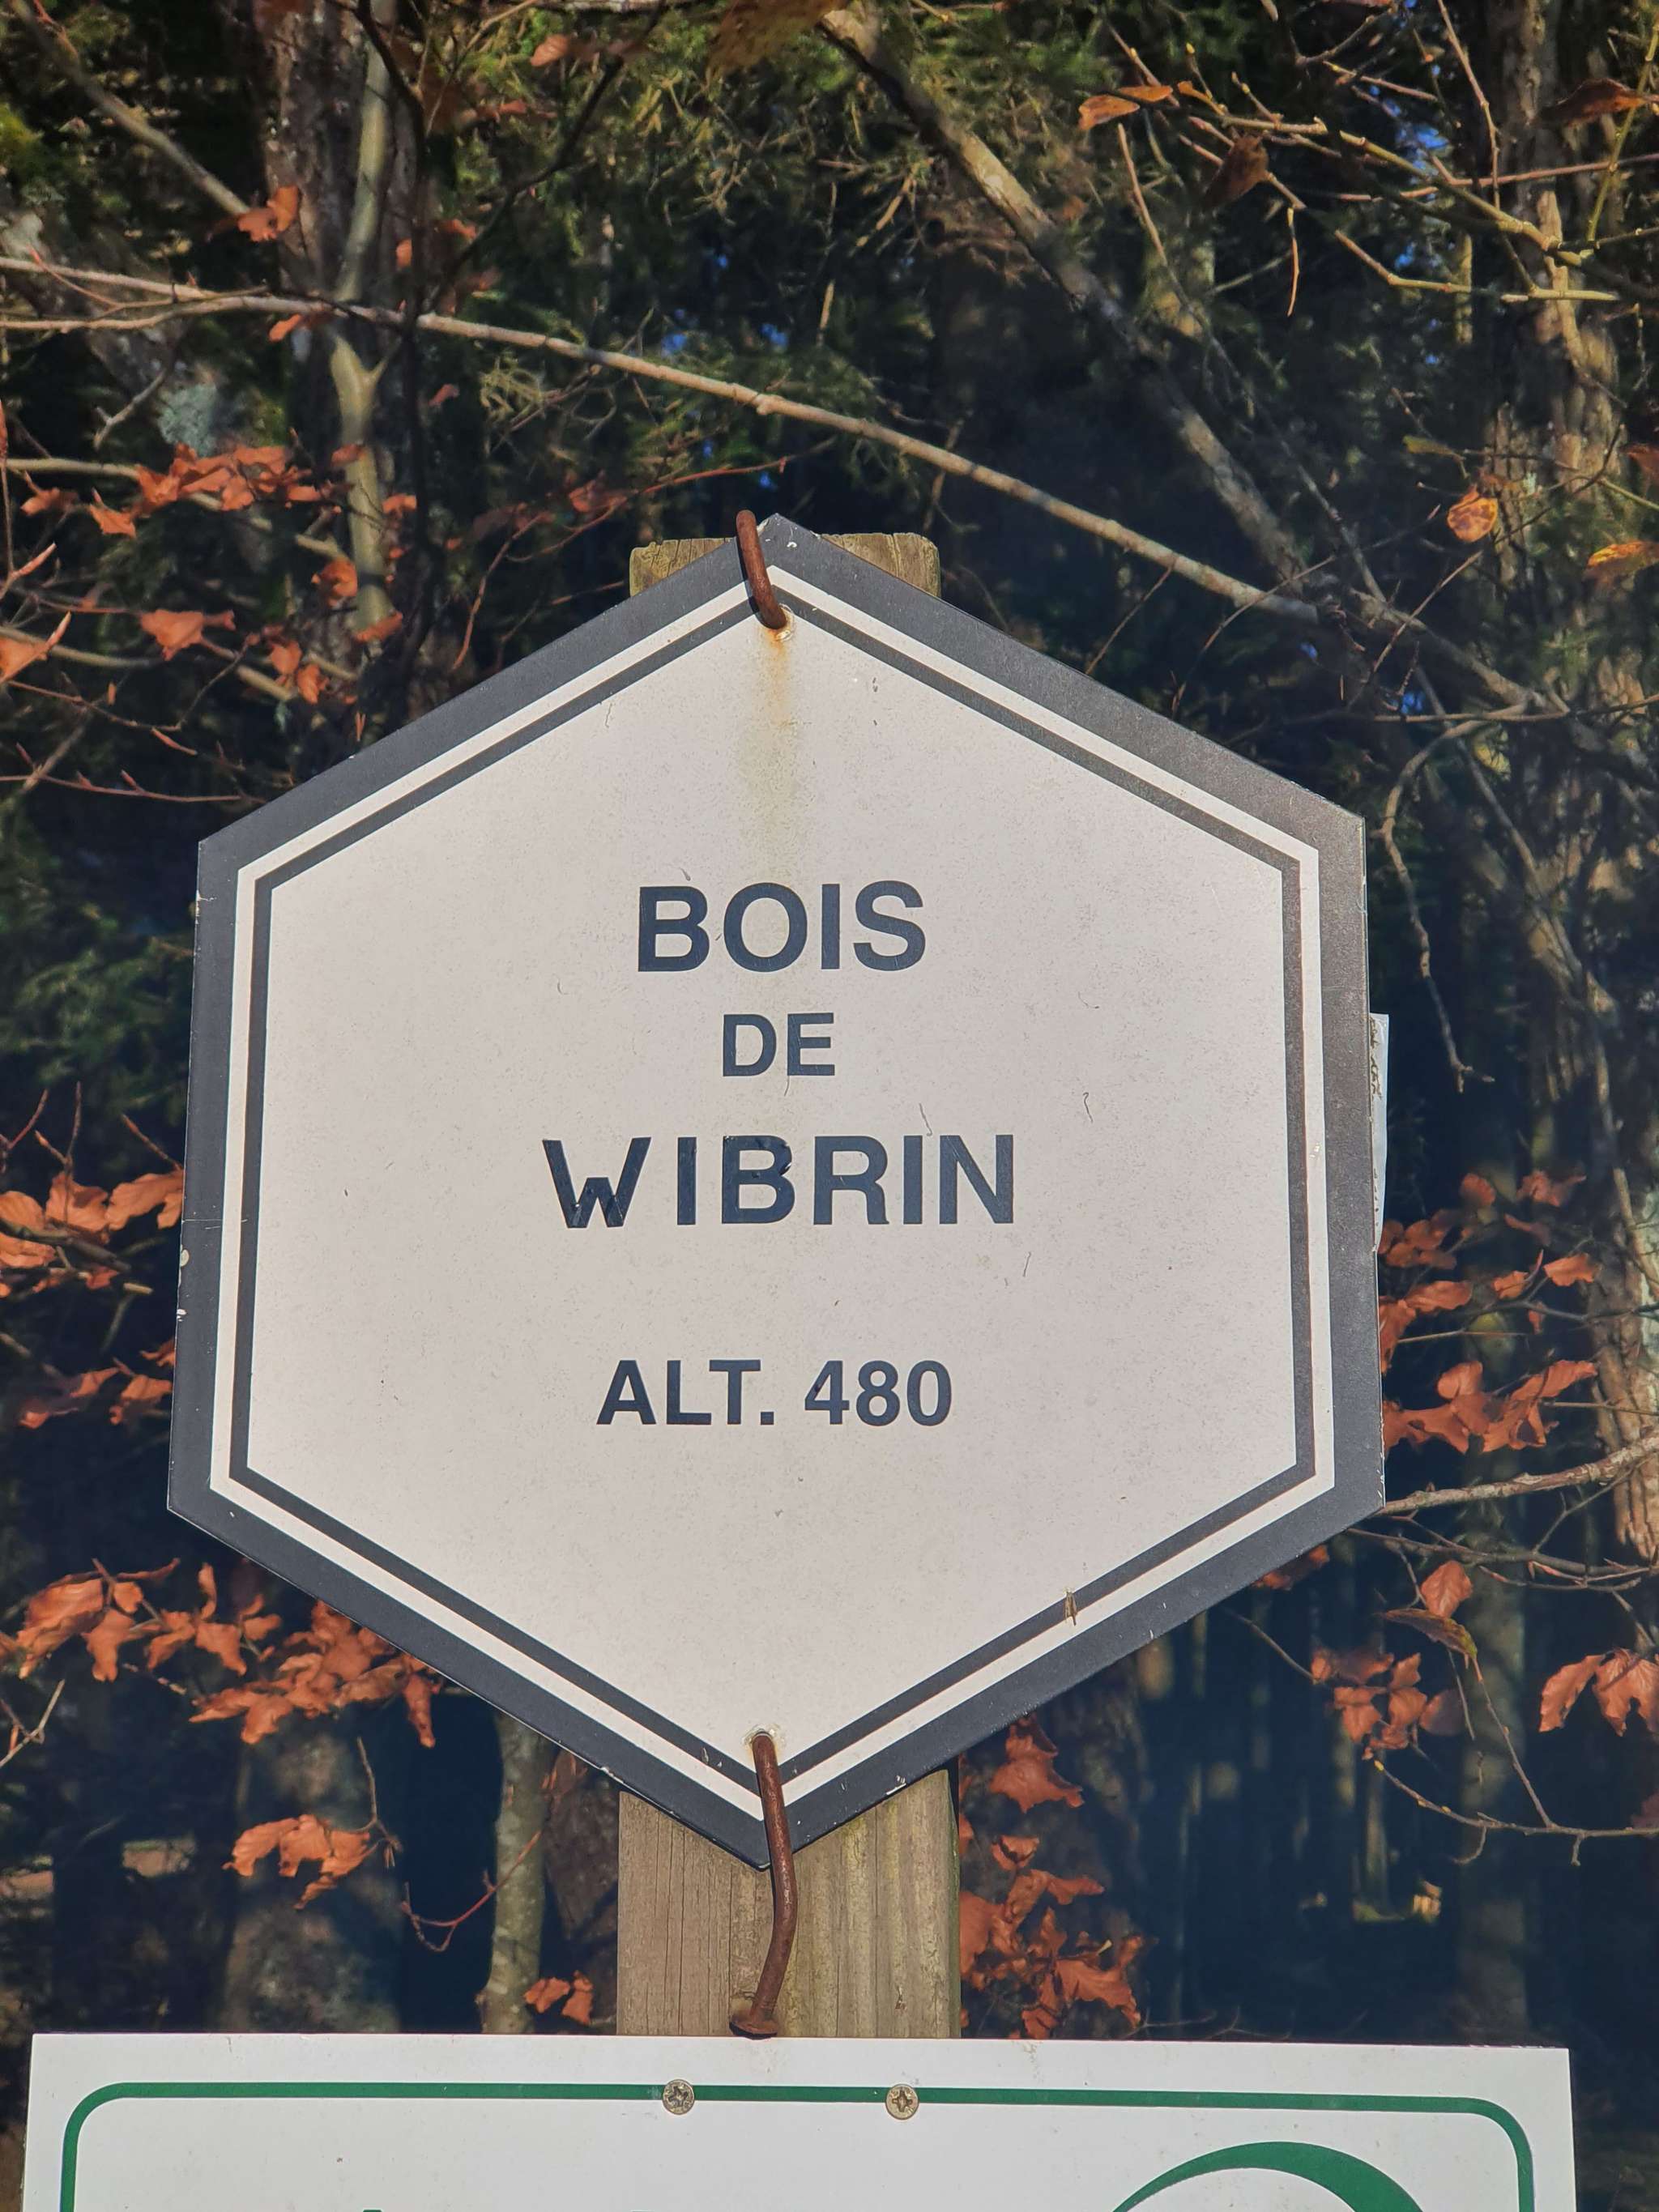 BOIS
DE
WIBRIN
ALT. 480